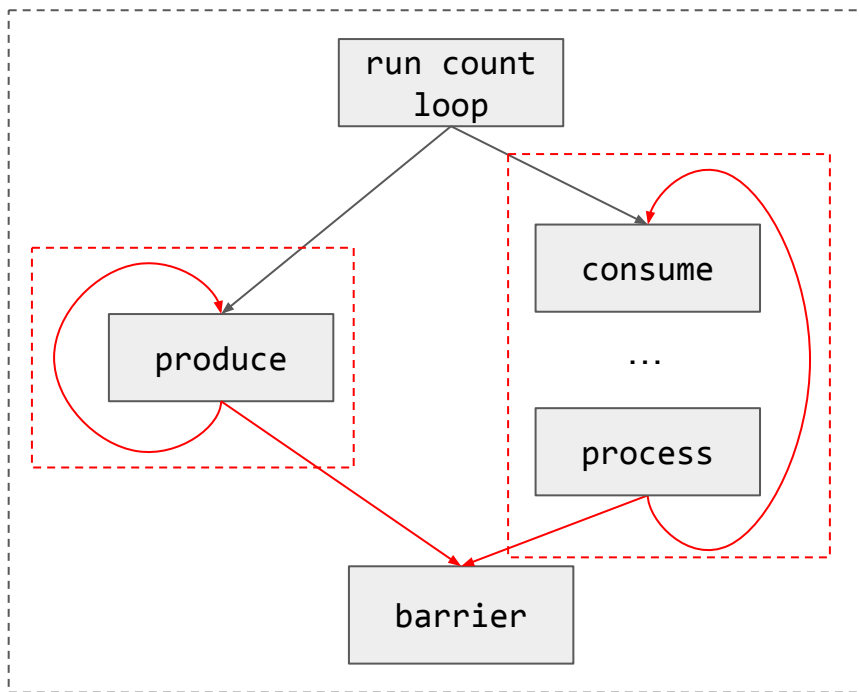 run count
loop
consume
produce
...
process
barrier